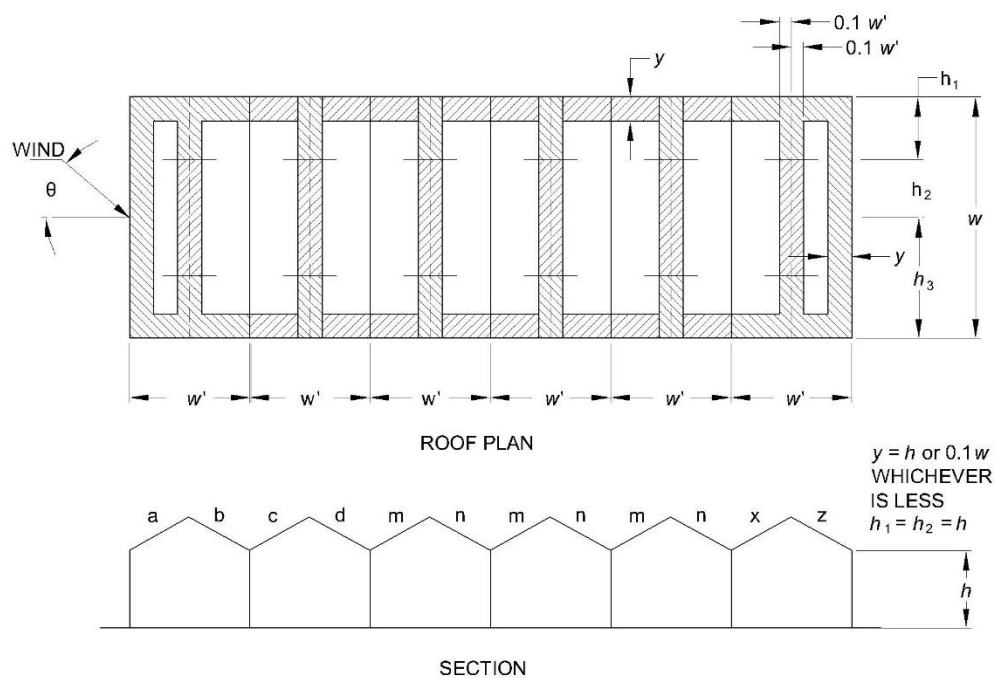 0.1 w'
0.1 w'
y
h1
WIND
θ
h2
w
y
h3
w' w' w' w' w' w'
ROOF PLAN
y = h or 0.1w
WHICHEVER
IS LESS
h1 = h2 = h
a b c d m n m n m n x z
h
SECTION